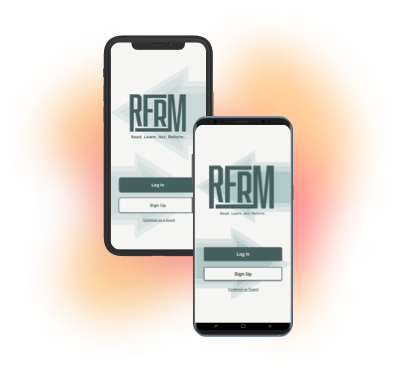 RFRM
Read. Learn. Act. Reform.
Log In
Sign Up
Continue as a Guest
RFRM
Read. Learn. Act. Reform.
Log In
Sign Up
Continue as a Guest